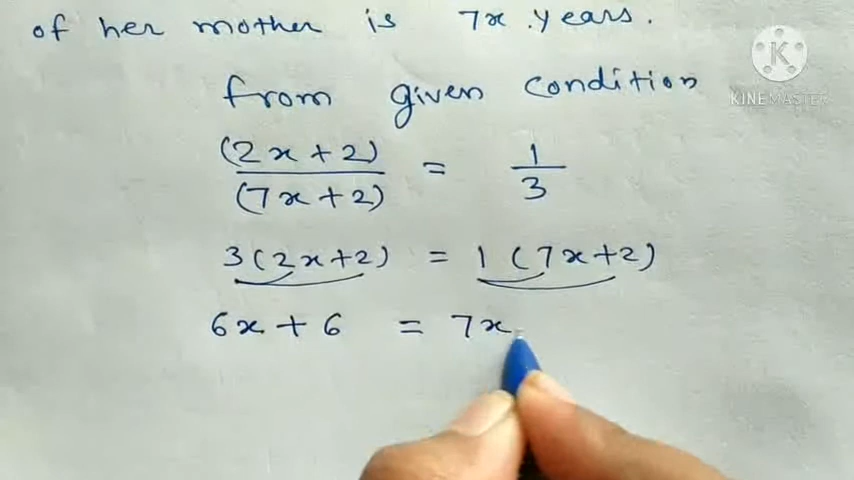 of her mother is 7x years.
K
KINEMASTER
from given condition
(2x+2)/(7x+2) = 1/3
3(2x+2) = 1(7x+2)
6x+6 = 7x